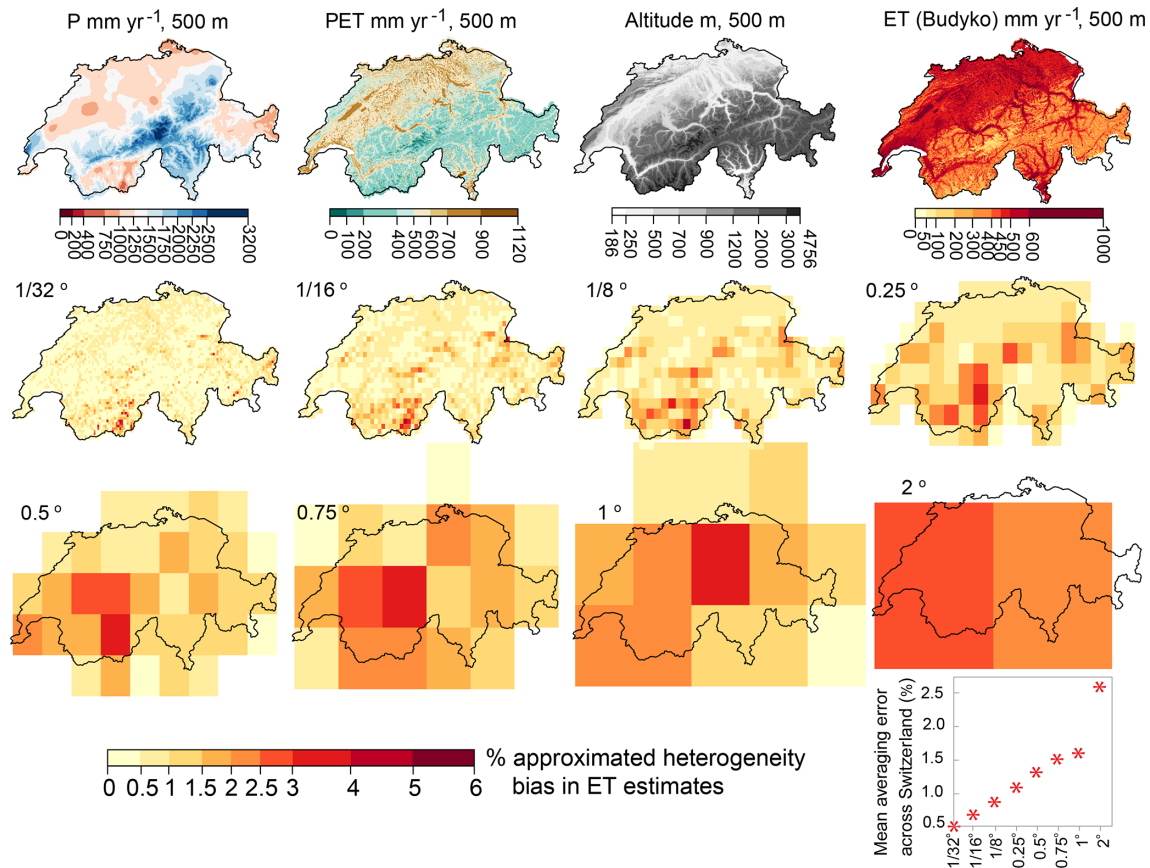 P mm yr⁻¹, 500 m
PET mm yr⁻¹, 500 m
Altitude m, 500 m
ET (Budyko) mm yr⁻¹, 500 m
0 200 400 750 1000 1250 1500 1750 2000 2250 2500 3200
0 100 200 400 500 600 700 900 1120
186 250 500 700 900 1200 2000 3000 4756
0 50 100 200 300 400 450 500 600 1000
1/32 °
1/16 °
1/8 °
0.25 °
0.5 °
0.75 °
1 °
2 °
0 0.5 1 1.5 2 2.5 3 4 5 6
% approximated heterogeneity
bias in ET estimates
Mean averaging error
across Switzerland (%)
2.5
2.0
1.5
1.0
0.5
1/32° 1/16° 1/8° 0.25° 0.5° 0.75° 1° 2°